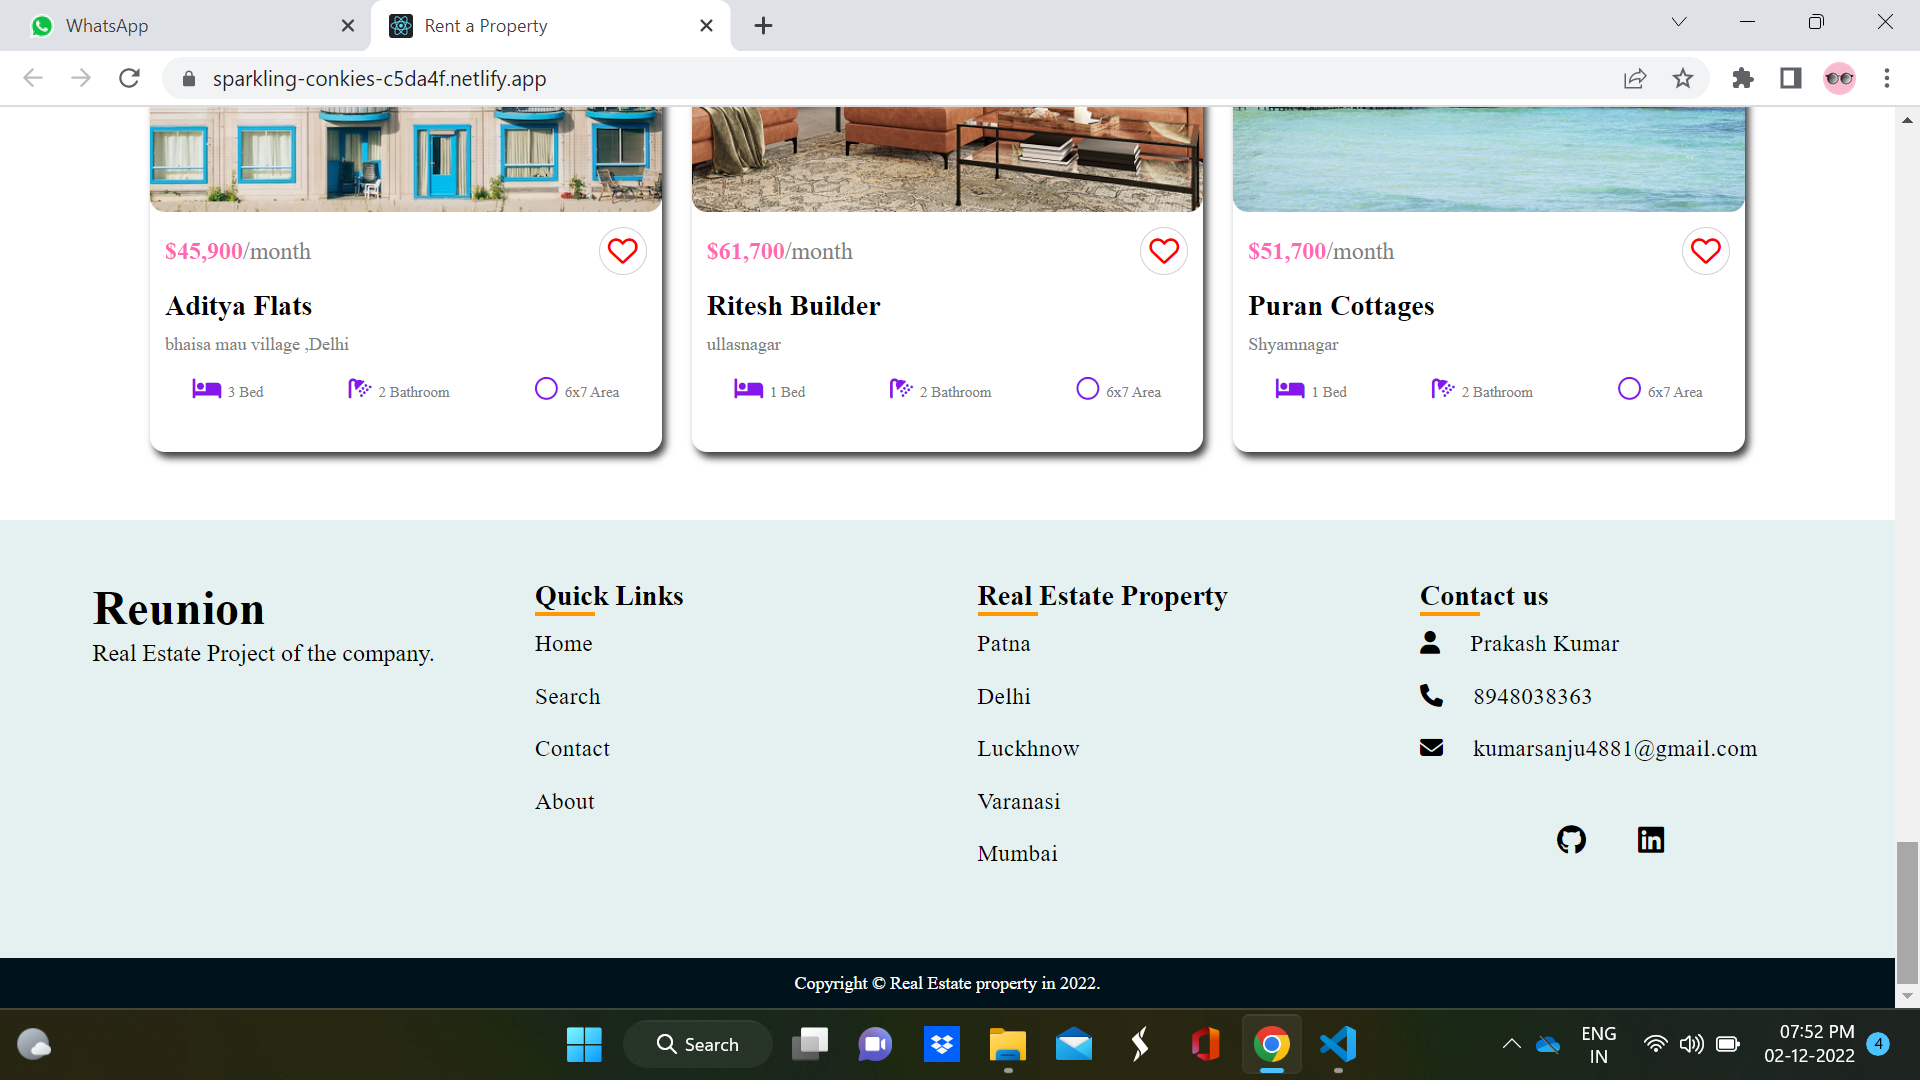 WhatsApp
Rent a Property
sparkling-conkies-c5da4f.netlify.app
$45,900/month
Aditya Flats
bhaisa mau village ,Delhi
3 Bed
2 Bathroom
6x7 Area
$61,700/month
Ritesh Builder
ullasnagar
1 Bed
2 Bathroom
6x7 Area
$51,700/month
Puran Cottages
Shyamnagar
1 Bed
2 Bathroom
6x7 Area
Reunion
Real Estate Project of the company.
Quick Links
Home
Search
Contact
About
Real Estate Property
Patna
Delhi
Luckhnow
Varanasi
Mumbai
Contact us
Prakash Kumar
8948038363
kumarsanju4881@gmail.com
Copyright © Real Estate property in 2022.
Search
ENG
IN
07:52 PM
02-12-2022
4